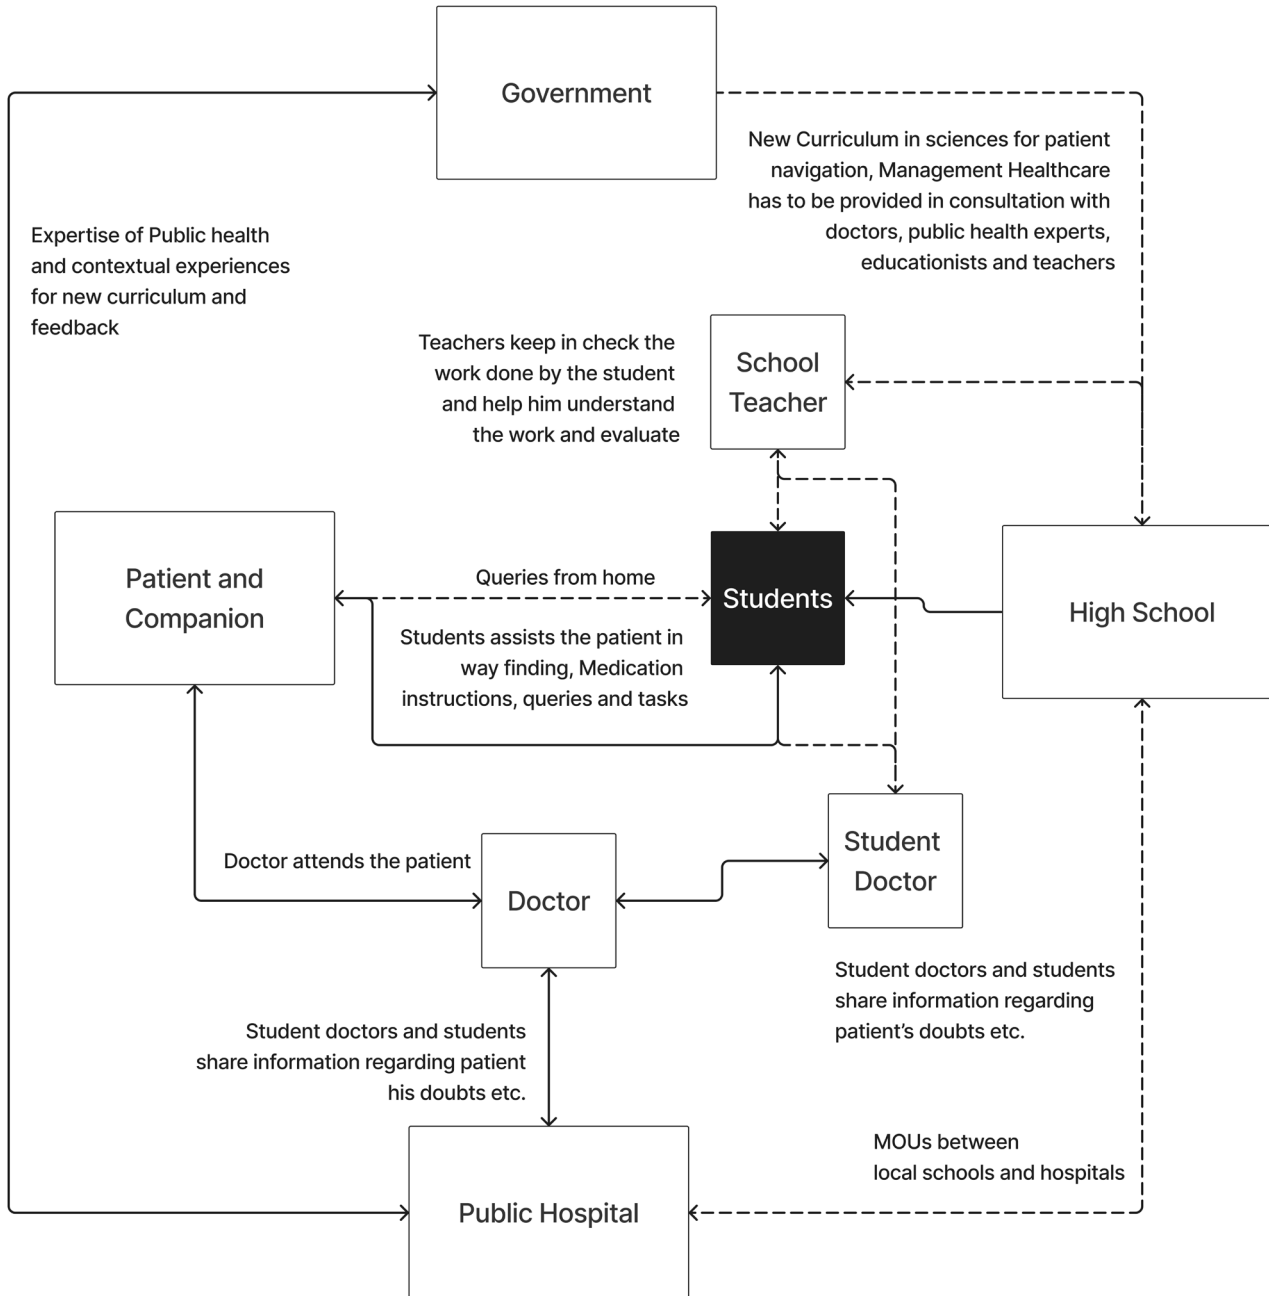 Government
New Curriculum in sciences for patient
navigation, Management Healthcare
has to be provided in consultation with
doctors, public health experts,
educationists and teachers
Expertise of Public health
and contextual experiences
for new curriculum and
feedback
Teachers keep in check the
work done by the student
and help him understand
the work and evaluate
School
Teacher
Patient and
Companion
Queries from home
Students
High School
Students assists the patient in
way finding, Medication
instructions, queries and tasks
Doctor attends the patient
Doctor
Student
Doctor
Student doctors and students
share information regarding
patient’s doubts etc.
Student doctors and students
share information regarding patient
his doubts etc.
MOUs between
local schools and hospitals
Public Hospital